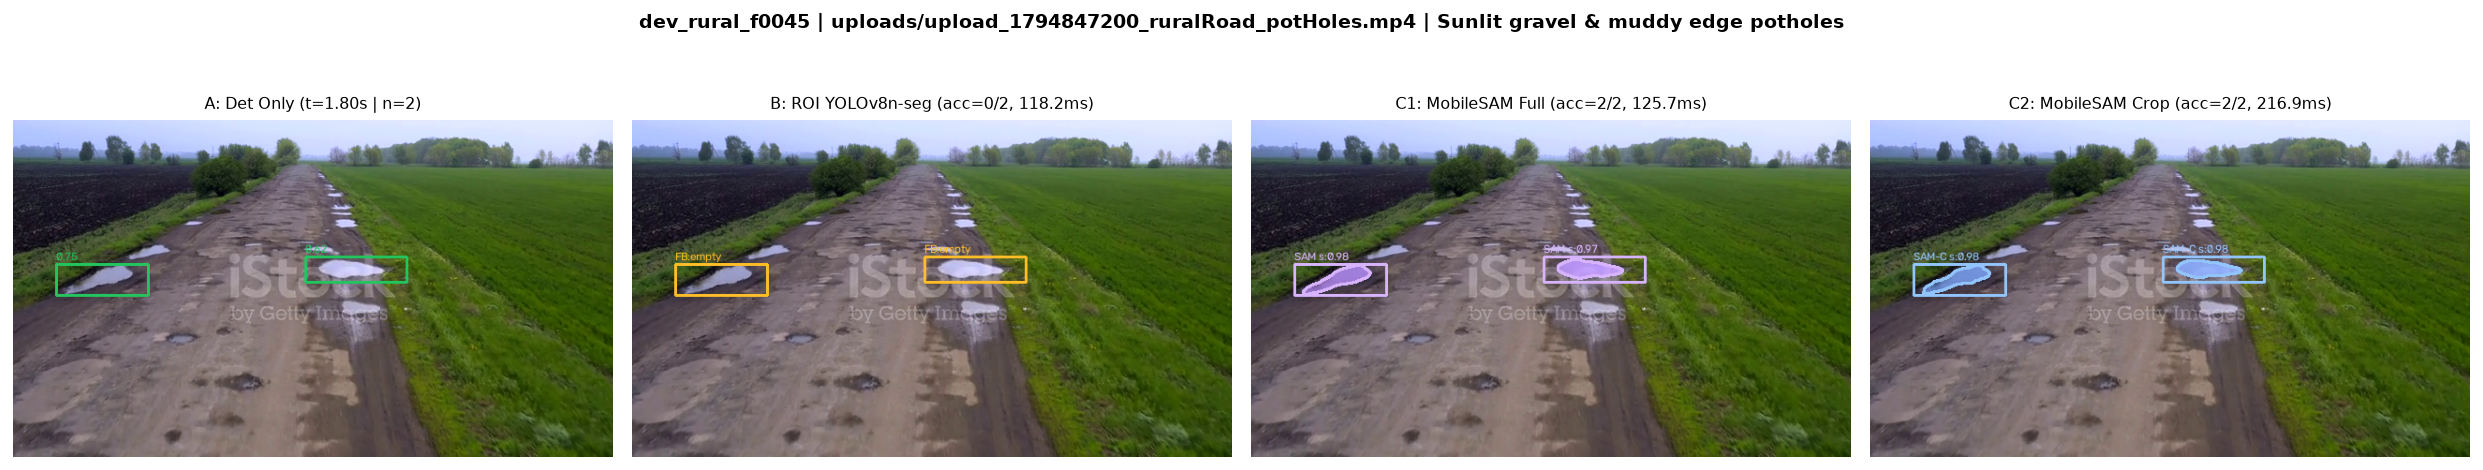 dev_rural_f0045 | uploads/upload_1794847200_ruralRoad_potHoles.mp4 | Sunlit gravel & muddy edge potholes
A: Det Only (t=1.80s | n=2)
B: ROI YOLOv8n-seg (acc=0/2, 118.2ms)
C1: MobileSAM Full (acc=2/2, 125.7ms)
C2: MobileSAM Crop (acc=2/2, 216.9ms)
0.75
iStock
by Getty Images
FB:empty
FB:empty
iStock
by Getty Images
SAM s:0.98
SAM s:0.97
iStock
by Getty Images
SAM-C s:0.98
SAM-C s:0.98
iStock
by Getty Images